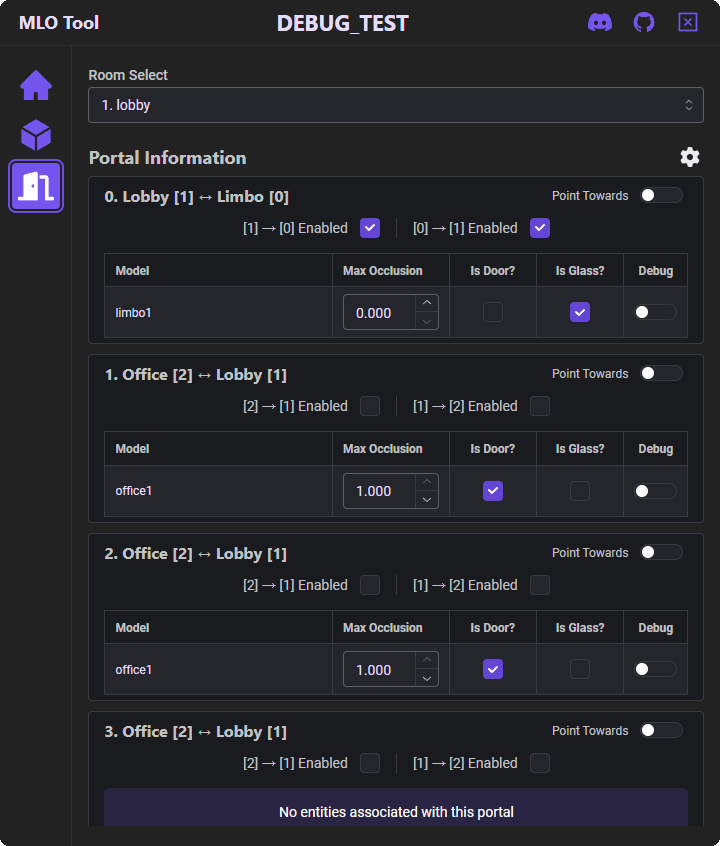 MLO Tool DEBUG_TEST
Room Select
1. lobby
Portal Information
0. Lobby [1] ↔ Limbo [0] Point Towards
[1] → [0] Enabled [0] → [1] Enabled
Model Max Occlusion Is Door? Is Glass? Debug
limbo1 0.000
1. Office [2] ↔ Lobby [1] Point Towards
[2] → [1] Enabled [1] → [2] Enabled
Model Max Occlusion Is Door? Is Glass? Debug
office1 1.000
2. Office [2] ↔ Lobby [1] Point Towards
[2] → [1] Enabled [1] → [2] Enabled
Model Max Occlusion Is Door? Is Glass? Debug
office1 1.000
3. Office [2] ↔ Lobby [1] Point Towards
[2] → [1] Enabled [1] → [2] Enabled
No entities associated with this portal